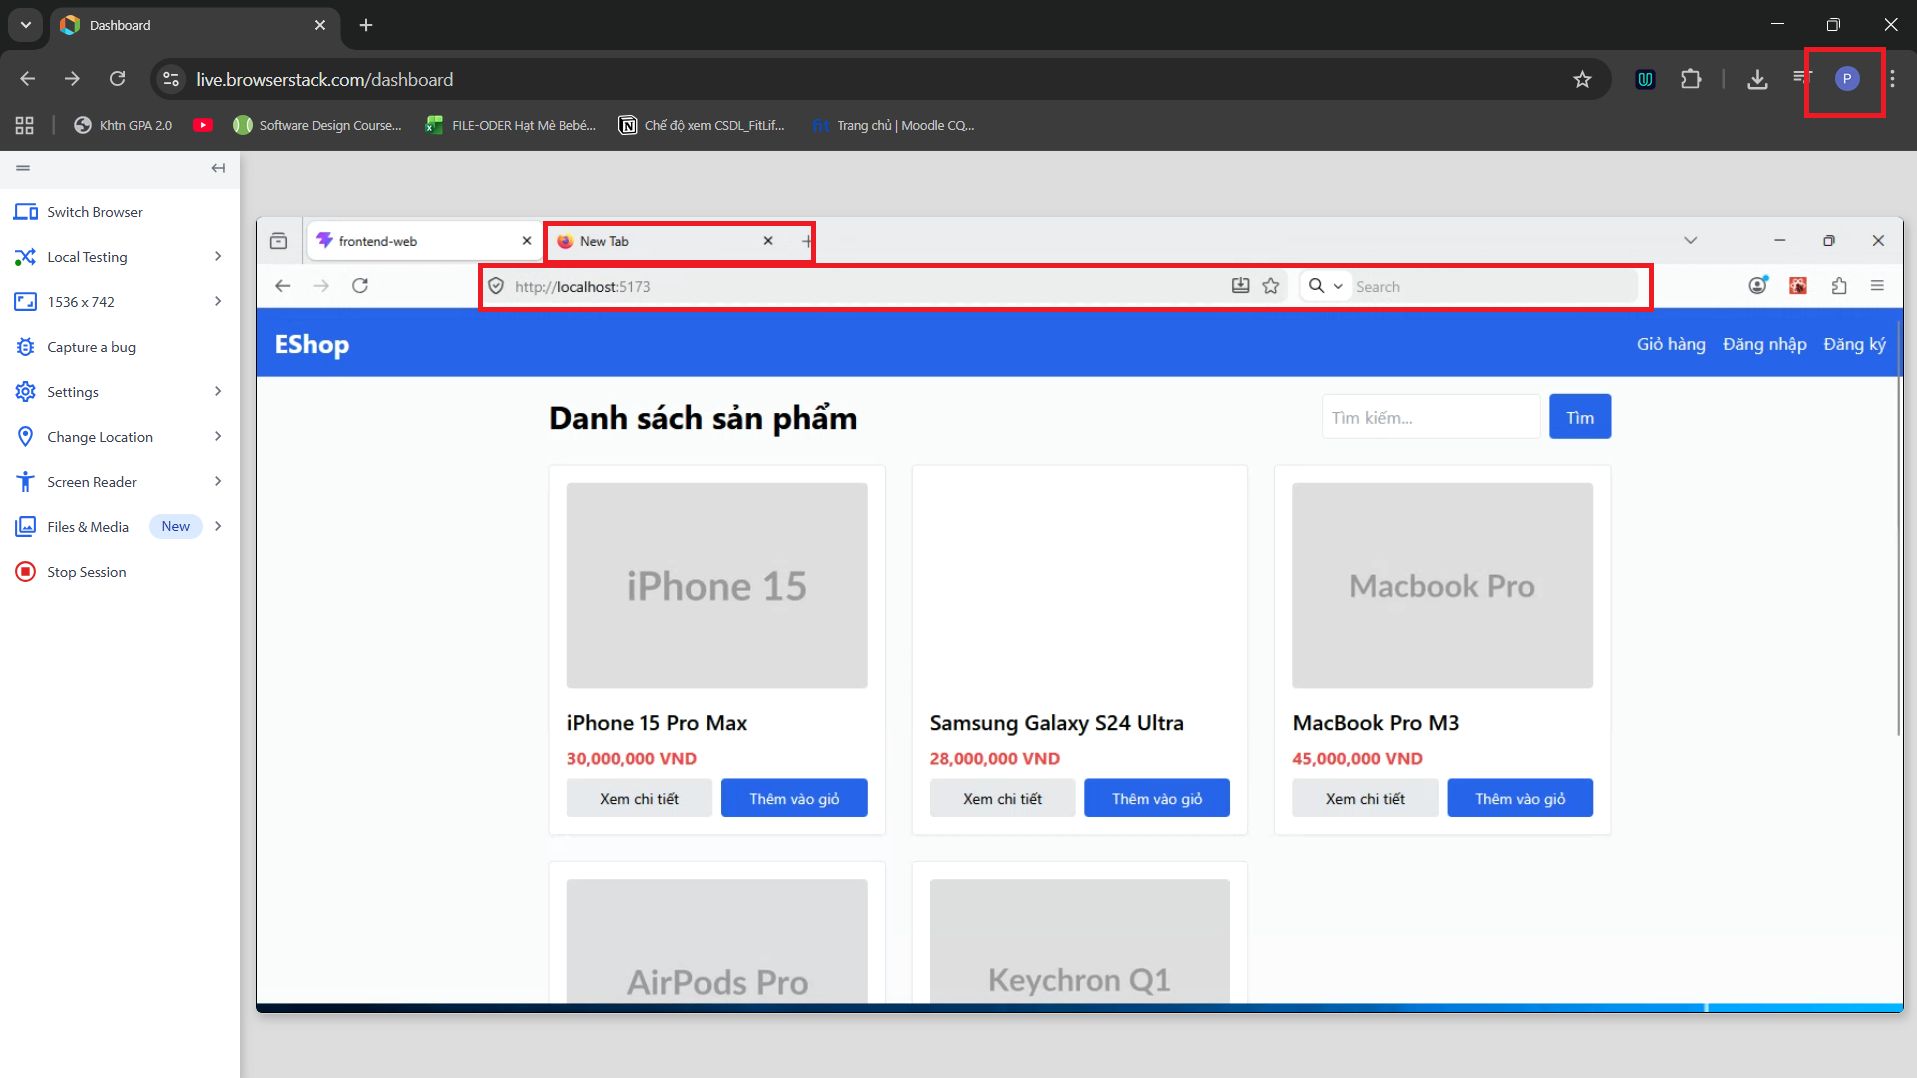 Dashboard
live.browserstack.com/dashboard
P
Khtn GPA 2.0
Software Design Course...
FILE-ODER Hạt Mè Bebé...
Chế độ xem CSDL_FitLif...
fit Trang chủ | Moodle CQ...
Switch Browser
Local Testing
1536 x 742
Capture a bug
Settings
Change Location
Screen Reader
Files & Media New
Stop Session
frontend-web
New Tab
http://localhost:5173
Search
EShop
Giỏ hàng Đăng nhập Đăng ký
Danh sách sản phẩm
Tìm kiếm...
Tìm
iPhone 15
Macbook Pro
iPhone 15 Pro Max
Samsung Galaxy S24 Ultra
MacBook Pro M3
30,000,000 VND
28,000,000 VND
45,000,000 VND
Xem chi tiết Thêm vào giỏ
Xem chi tiết Thêm vào giỏ
Xem chi tiết Thêm vào giỏ
AirPods Pro
Keychron Q1